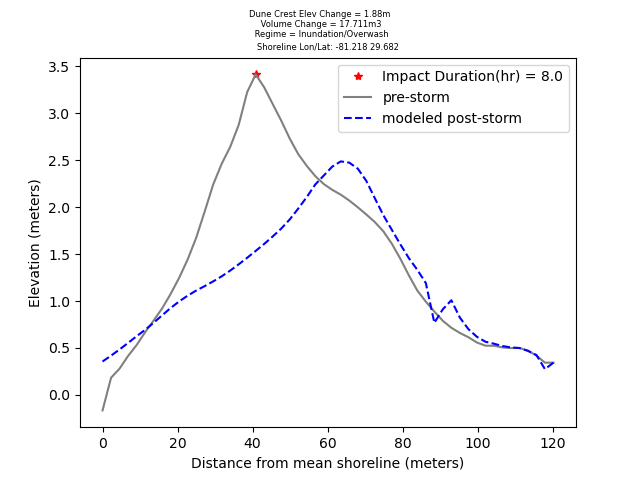 Dune Crest Elev Change = 1.88m
Volume Change = 17.711m3
Regime = Inundation/Overwash
Shoreline Lon/Lat: -81.218 29.682
Impact Duration(hr) = 8.0
pre-storm
modeled post-storm
3.5
3.0
2.5
2.0
1.5
1.0
0.5
0.0
Elevation (meters)
0 20 40 60 80 100 120
Distance from mean shoreline (meters)